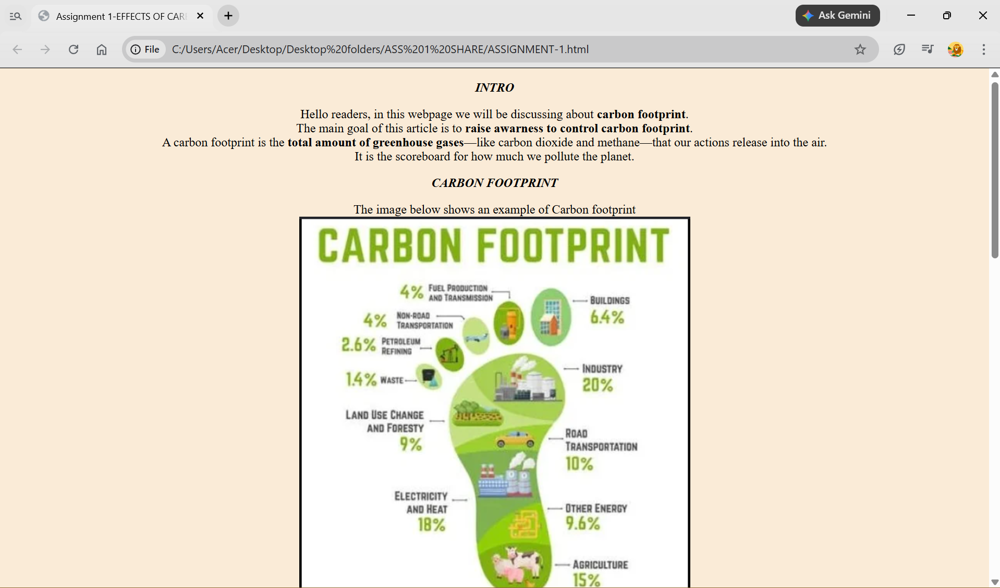 Assignment 1-EFFECTS OF CAR
Ask Gemini
File
C:/Users/Acer/Desktop/Desktop%20folders/ASS%201%20SHARE/ASSIGNMENT-1.html
INTRO
Hello readers, in this webpage we will be discussing about carbon footprint.
The main goal of this article is to raise awarness to control carbon footprint.
A carbon footprint is the total amount of greenhouse gases—like carbon dioxide and methane—that our actions release into the air.
It is the scoreboard for how much we pollute the planet.
CARBON FOOTPRINT
The image below shows an example of Carbon footprint
CARBON FOOTPRINT
4% FUEL PRODUCTION
AND TRANSMISSION
BUILDINGS
6.4%
4% NON-ROAD
TRANSPORTATION
2.6% PETROLEUM
REFINING
1.4% WASTE
INDUSTRY
20%
LAND USE CHANGE
AND FORESTY
9%
ROAD
TRANSPORTATION
10%
ELECTRICITY
AND HEAT
18%
OTHER ENERGY
9.6%
AGRICULTURE
15%